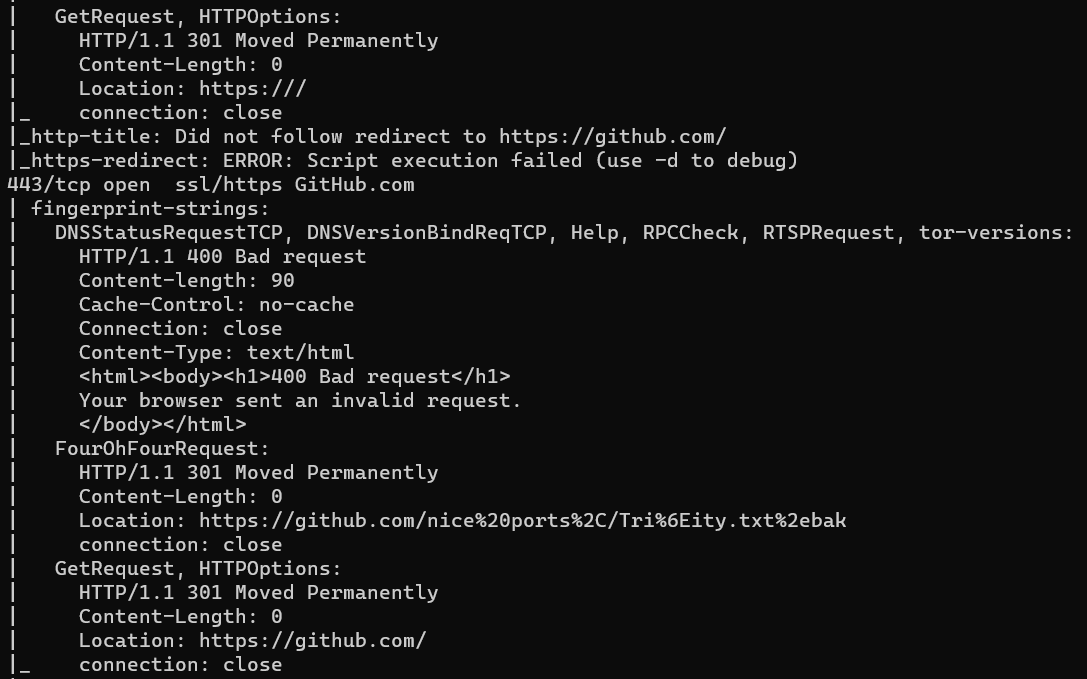 |   GetRequest, HTTPOptions:
|     HTTP/1.1 301 Moved Permanently
|     Content-Length: 0
|     Location: https:///
|_    connection: close
|_http-title: Did not follow redirect to https://github.com/
|_https-redirect: ERROR: Script execution failed (use -d to debug)
443/tcp open  ssl/https GitHub.com
| fingerprint-strings:
|   DNSStatusRequestTCP, DNSVersionBindReqTCP, Help, RPCCheck, RTSPRequest, tor-versions:
|     HTTP/1.1 400 Bad request
|     Content-length: 90
|     Cache-Control: no-cache
|     Connection: close
|     Content-Type: text/html
|     <html><body><h1>400 Bad request</h1>
|     Your browser sent an invalid request.
|     </body></html>
|   FourOhFourRequest:
|     HTTP/1.1 301 Moved Permanently
|     Content-Length: 0
|     Location: https://github.com/nice%20ports%2C/Tri%6Eity.txt%2ebak
|     connection: close
|   GetRequest, HTTPOptions:
|     HTTP/1.1 301 Moved Permanently
|     Content-Length: 0
|     Location: https://github.com/
|_    connection: close